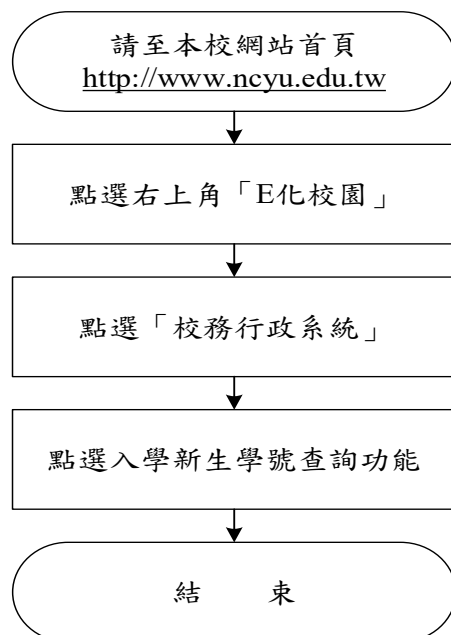 請至本校網站首頁
http://www.ncyu.edu.tw
點選右上角「E化校園」
點選「校務行政系統」
點選入學新生學號查詢功能
結　　束